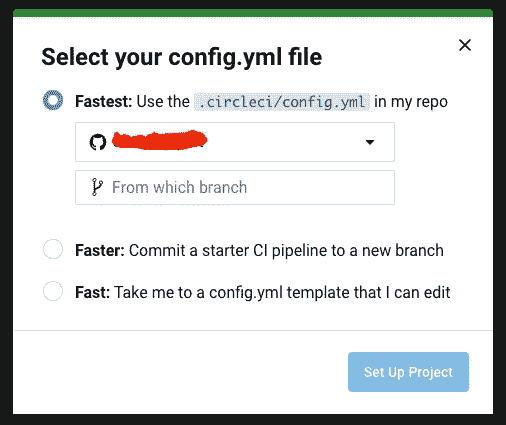 Select your config.yml file
Fastest: Use the .circleci/config.yml in my repo
From which branch
Faster: Commit a starter CI pipeline to a new branch
Fast: Take me to a config.yml template that I can edit
Set Up Project